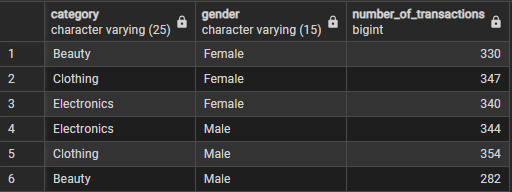 category gender number_of_transactions
character varying (25) character varying (15) bigint
1 Beauty Female 330
2 Clothing Female 347
3 Electronics Female 340
4 Electronics Male 344
5 Clothing Male 354
6 Beauty Male 282